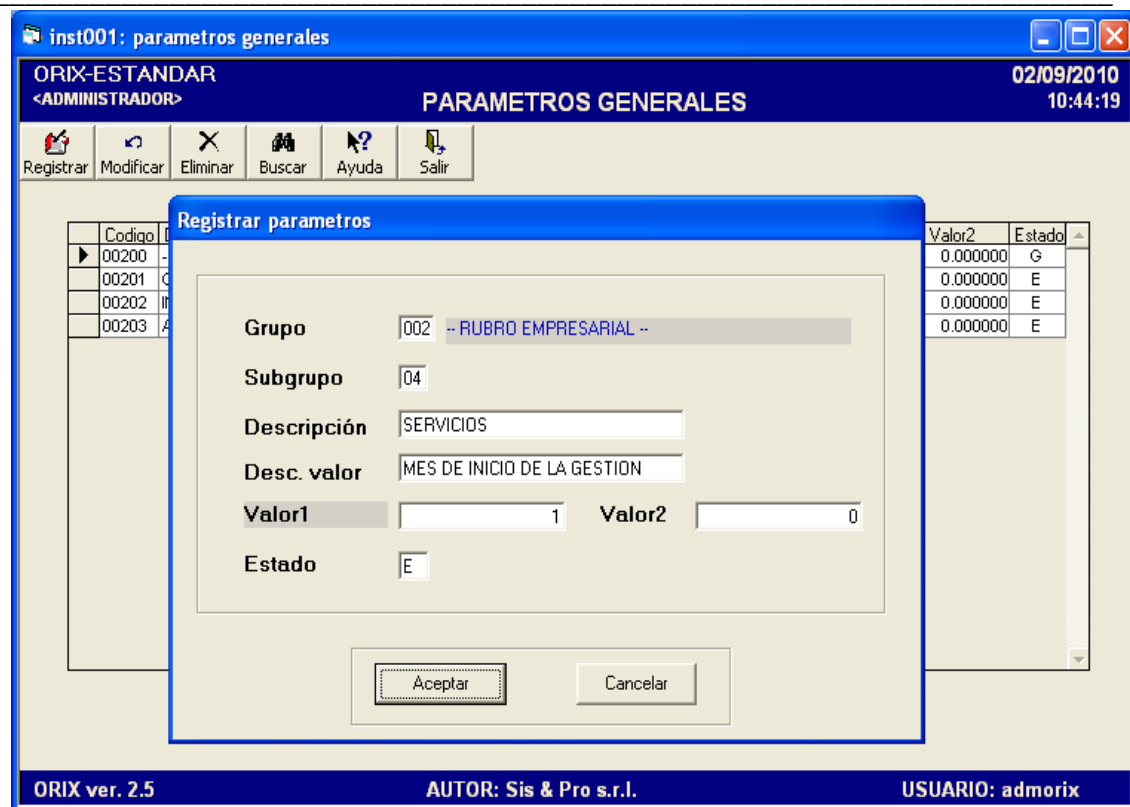 inst001: parametros generales
ORIX-ESTANDAR 02/09/2010
<ADMINISTRADOR> PARAMETROS GENERALES 10:44:19
Registrar Modificar Eliminar Buscar Ayuda Salir
Registrar parametros
Codigo Valor2 Estado
00200 0.000000 G
00201 0.000000 E
00202 0.000000 E
00203 0.000000 E
Grupo 002 -- RUBRO EMPRESARIAL --
Subgrupo 04
Descripción SERVICIOS
Desc. valor MES DE INICIO DE LA GESTION
Valor1 1 Valor2 0
Estado E
Aceptar Cancelar
ORIX ver. 2.5 AUTOR: Sis & Pro s.r.l. USUARIO: admorix